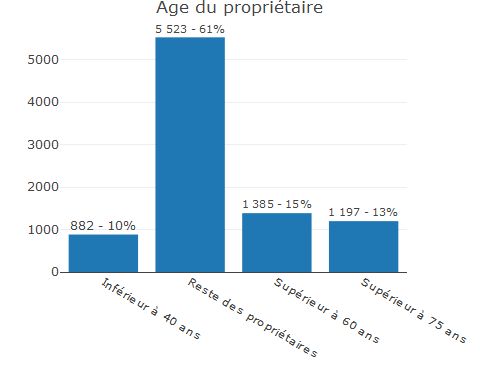 Age du propriétaire
5 523 - 61%
5000
4000
3000
2000
1 385 - 15%
1 197 - 13%
882 - 10%
1000
0
Inférieur à 40 ans
Reste des propriétaires
Supérieur à 60 ans
Supérieur à 75 ans